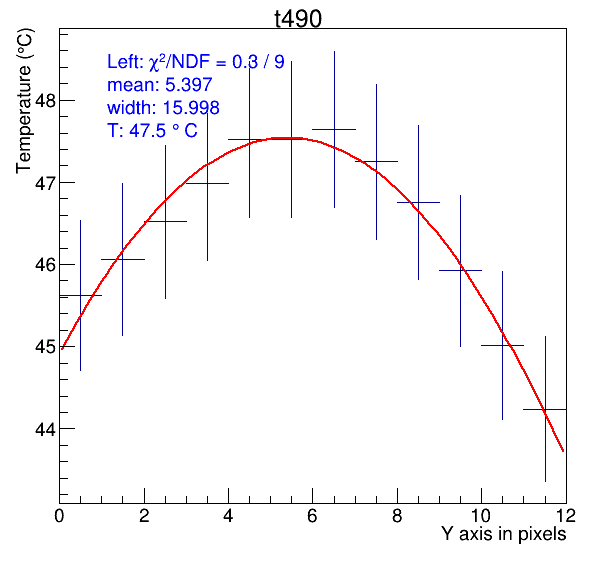 t490
Temperature (°C)
Left: χ²/NDF = 0.3 / 9
mean: 5.397
width: 15.998
T: 47.5 ° C
48
47
46
45
44
0 2 4 6 8 10 12
Y axis in pixels